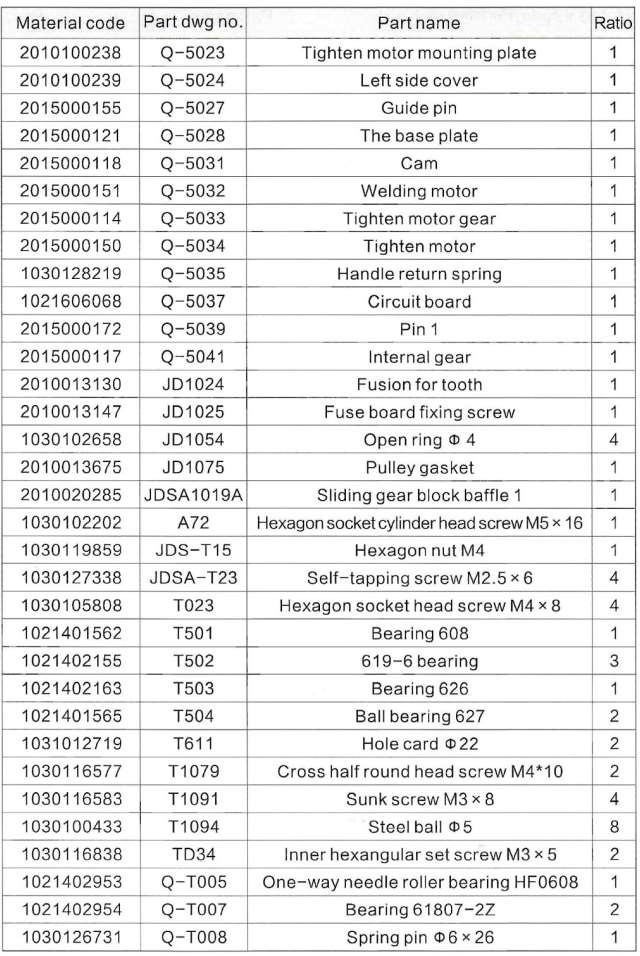 Material code Part dwg no. Part name Ratio
2010100238 Q-5023 Tighten motor mounting plate 1
2010100239 Q-5024 Left side cover 1
2015000155 Q-5027 Guide pin 1
2015000121 Q-5028 The base plate 1
2015000118 Q-5031 Cam 1
2015000151 Q-5032 Welding motor 1
2015000114 Q-5033 Tighten motor gear 1
2015000150 Q-5034 Tighten motor 1
1030128219 Q-5035 Handle return spring 1
1021606068 Q-5037 Circuit board 1
2015000172 Q-5039 Pin 1 1
2015000117 Q-5041 Internal gear 1
2010013130 JD1024 Fusion for tooth 1
2010013147 JD1025 Fuse board fixing screw 1
1030102658 JD1054 Open ring Φ 4 4
2010013675 JD1075 Pulley gasket 1
2010020285 JDSA1019A Sliding gear block baffle 1 1
1030102202 A72 Hexagon socket cylinder head screw M5×16 1
1030119859 JDS-T15 Hexagon nut M4 1
1030127338 JDSA-T23 Self-tapping screw M2.5×6 4
1030105808 T023 Hexagon socket head screw M4×8 4
1021401562 T501 Bearing 608 1
1021402155 T502 619-6 bearing 3
1021402163 T503 Bearing 626 1
1021401565 T504 Ball bearing 627 2
1031012719 T611 Hole card Φ22 2
1030116577 T1079 Cross half round head screw M4*10 2
1030116583 T1091 Sunk screw M3×8 4
1030100433 T1094 Steel ball Φ5 8
1030116838 TD34 Inner hexangular set screw M3×5 2
1021402953 Q-T005 One-way needle roller bearing HF0608 1
1021402954 Q-T007 Bearing 61807-2Z 2
1030126731 Q-T008 Spring pin Φ6×26 1